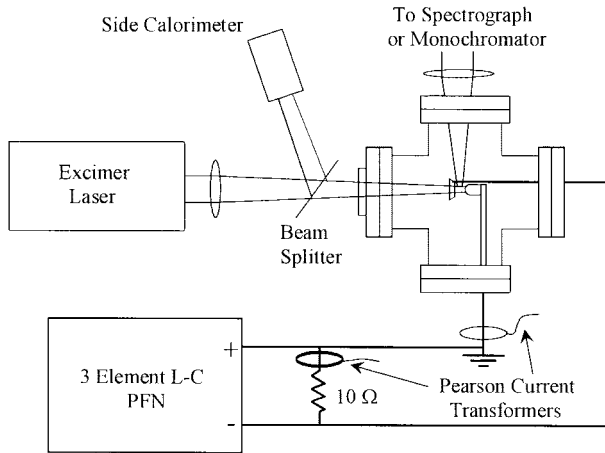 Side Calorimeter
To Spectrograph
or Monochromator
Excimer
Laser
Beam
Splitter
+
3 Element L-C
PFN
-
10 Ω
Pearson Current
Transformers